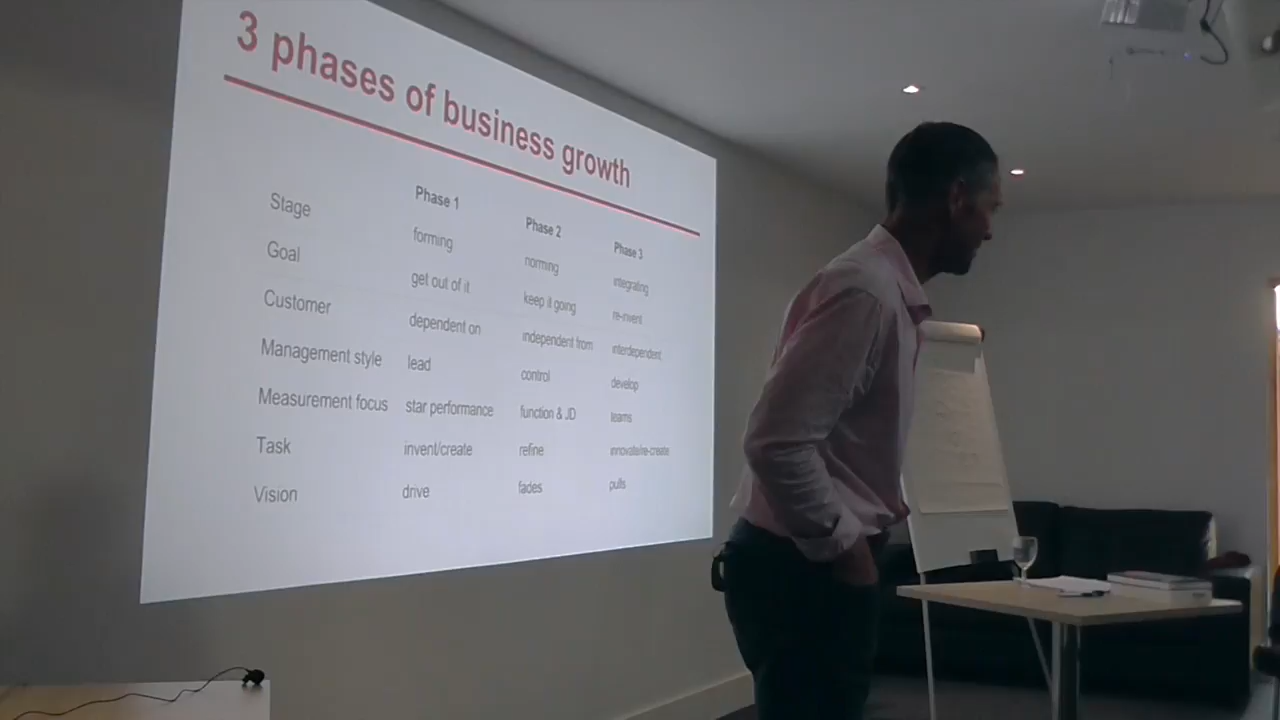 3 phases of business growth
Phase 1 Phase 2 Phase 3
Stage forming norming integrating
Goal get out of it keep it going re-invent
Customer dependent on independent from interdependent
Management style lead control develop
Measurement focus star performance function & JD teams
Task invent/create refine innovate/re-create
Vision drive fades pulls